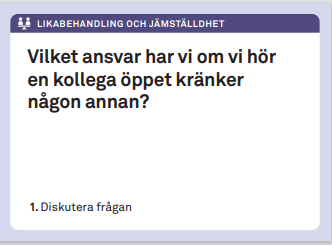 LIKABEHANDLING OCH JÄMSTÄLLDHET
Vilket ansvar har vi om vi hör
en kollega öppet kränker
någon annan?
1. Diskutera frågan